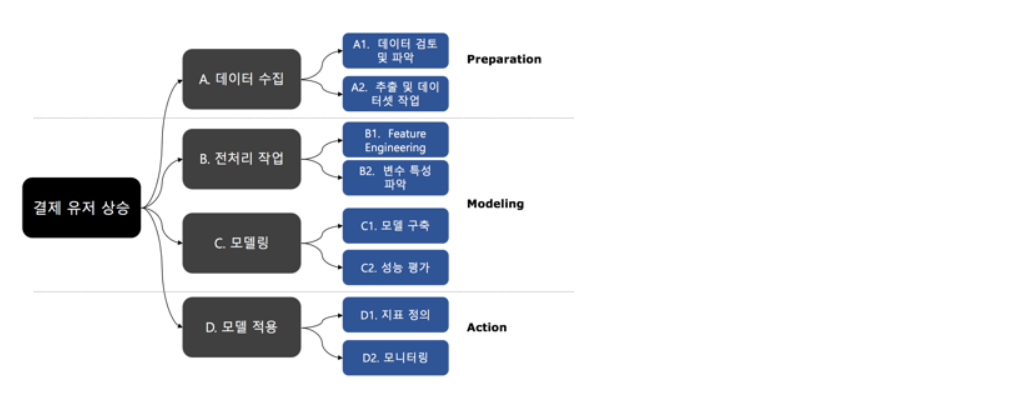 결제 유저 상승
A. 데이터 수집
A1. 데이터 검토
및 파악
A2. 추출 및 데이
터셋 작업
Preparation
B. 전처리 작업
B1. Feature
Engineering
B2. 변수 특성
파악
Modeling
C. 모델링
C1. 모델 구축
C2. 성능 평가
D. 모델 적용
D1. 지표 정의
D2. 모니터링
Action